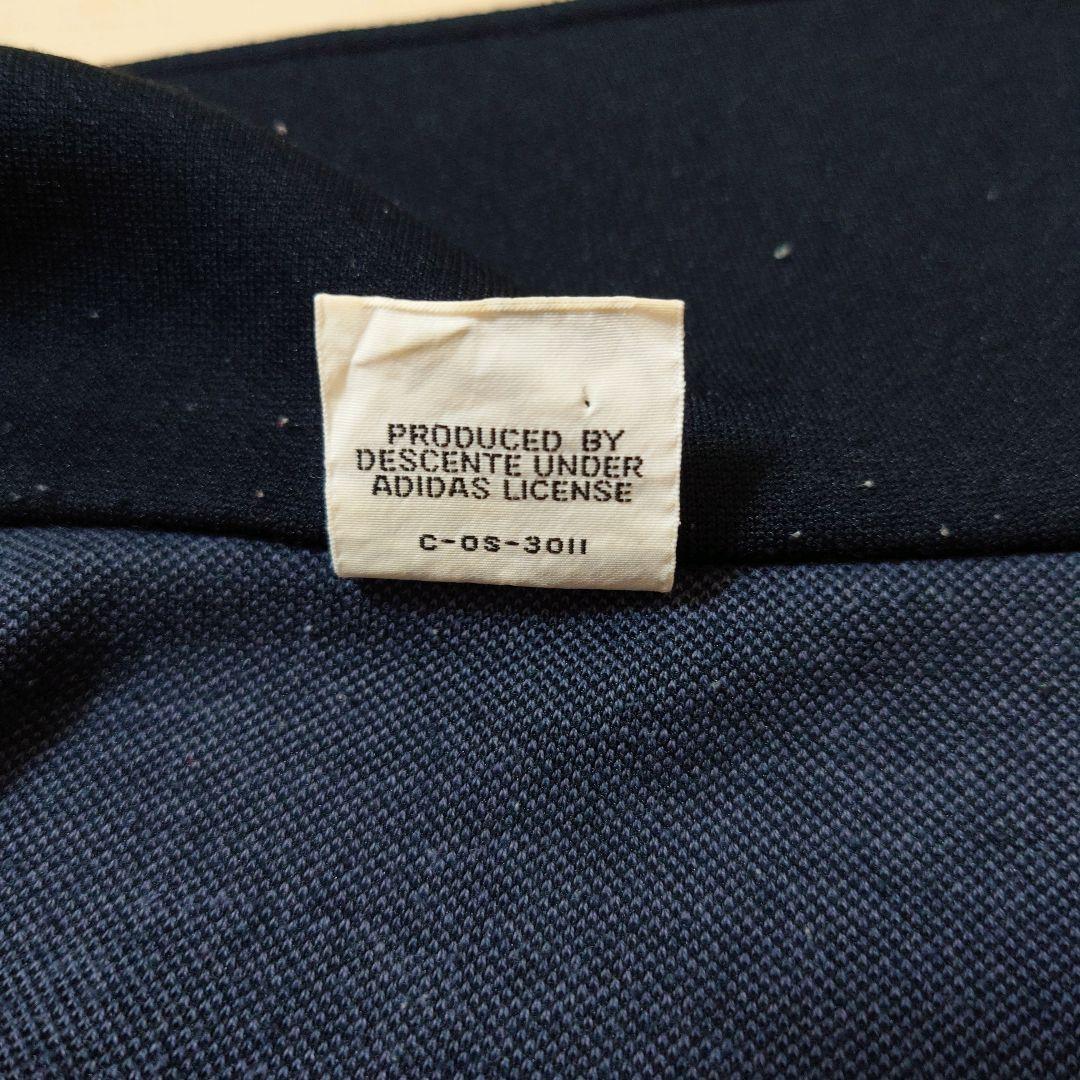 PRODUCED BY
DESCENTE UNDER
ADIDAS LICENSE
C-OS-3011